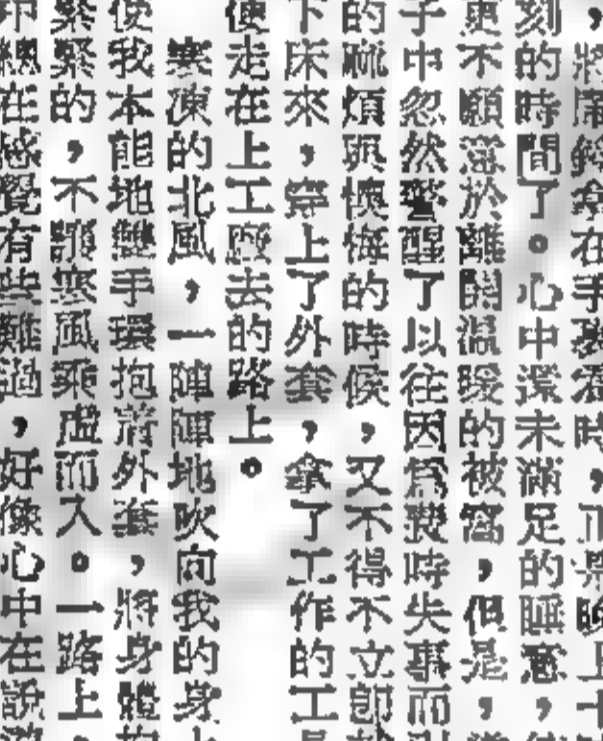 ，將鬧鐘拿在手裏時，
刻的時間了。心中還未滿足的睡意，
更不願意於離開溫暖的被窩，但是，
子中忽然警醒了以往因爲費時失事而引
的麻煩與懊悔的時候，又不得不立即
下床來，穿上了外套，拿了工作的工
便走在上工廠去的路上。
寒凍的北風，一陣陣地吹向我的身上
使我本能地雙手環抱着外套，將身體抱
緊緊的，不讓寒風乘虛而入。一路上，
中總在感覺有些難過，好像心中在說